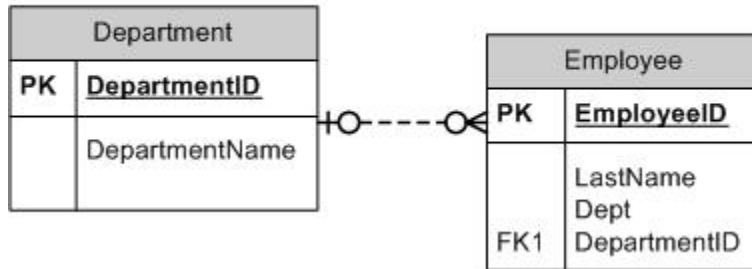 Department
PK DepartmentID
DepartmentName
Employee
PK EmployeeID
LastName
Dept
FK1 DepartmentID